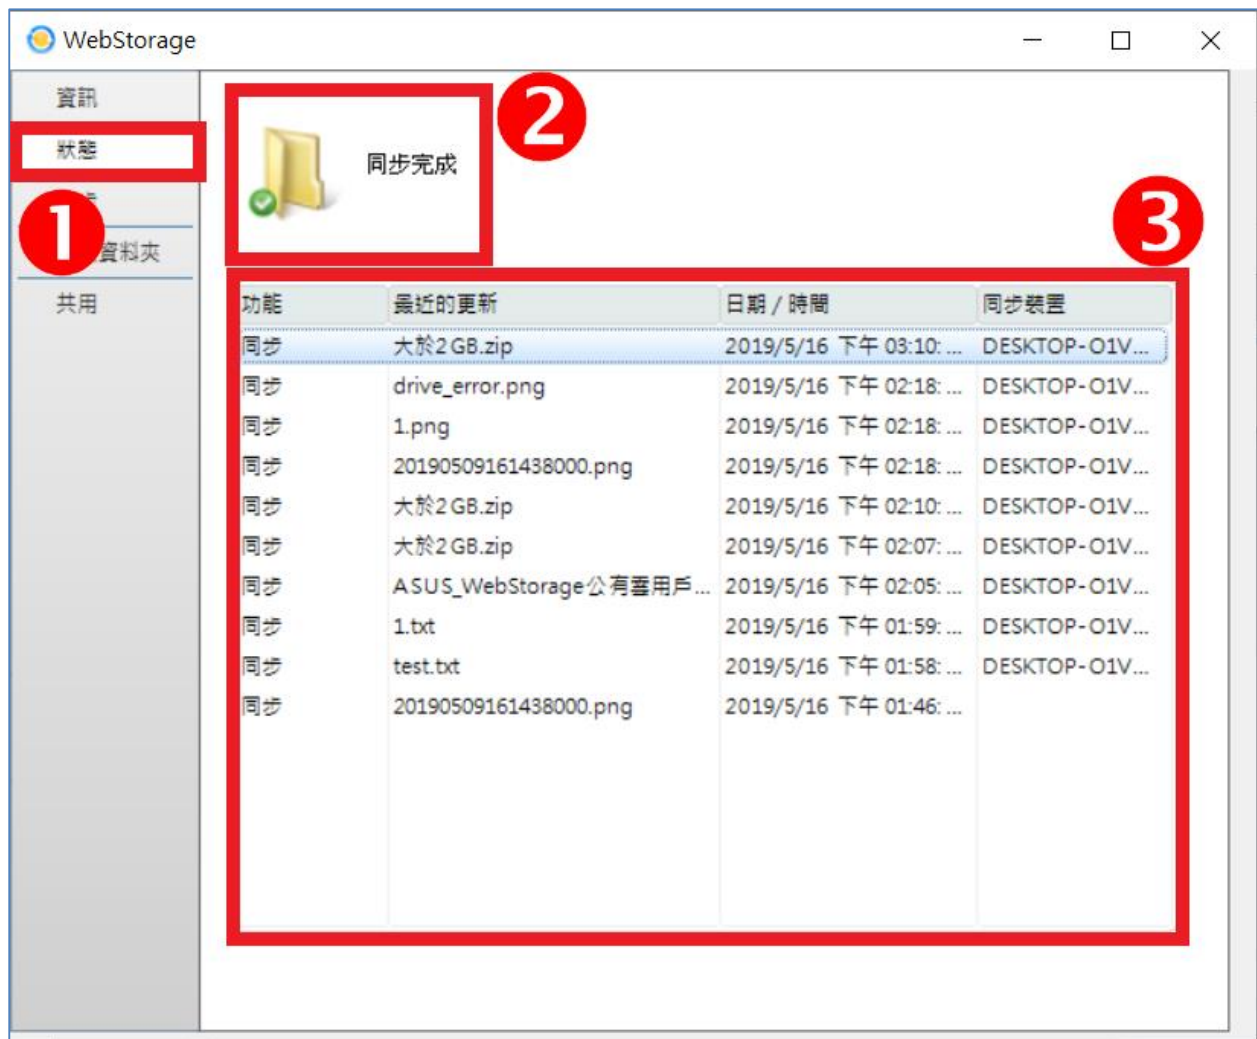 WebStorage
資訊
狀態
1
資料夾
共用
2
同步完成
3
功能 最近的更新 日期 / 時間 同步裝置
同步 大於2GB.zip 2019/5/16 下午 03:10: ... DESKTOP-O1V...
同步 drive_error.png 2019/5/16 下午 02:18: ... DESKTOP-O1V...
同步 1.png 2019/5/16 下午 02:18: ... DESKTOP-O1V...
同步 20190509161438000.png 2019/5/16 下午 02:18: ... DESKTOP-O1V...
同步 大於2GB.zip 2019/5/16 下午 02:10: ... DESKTOP-O1V...
同步 大於2GB.zip 2019/5/16 下午 02:07: ... DESKTOP-O1V...
同步 ASUS_WebStorage公有雲用戶... 2019/5/16 下午 02:05: ... DESKTOP-O1V...
同步 1.txt 2019/5/16 下午 01:59: ... DESKTOP-O1V...
同步 test.txt 2019/5/16 下午 01:58: ... DESKTOP-O1V...
同步 20190509161438000.png 2019/5/16 下午 01:46: ...